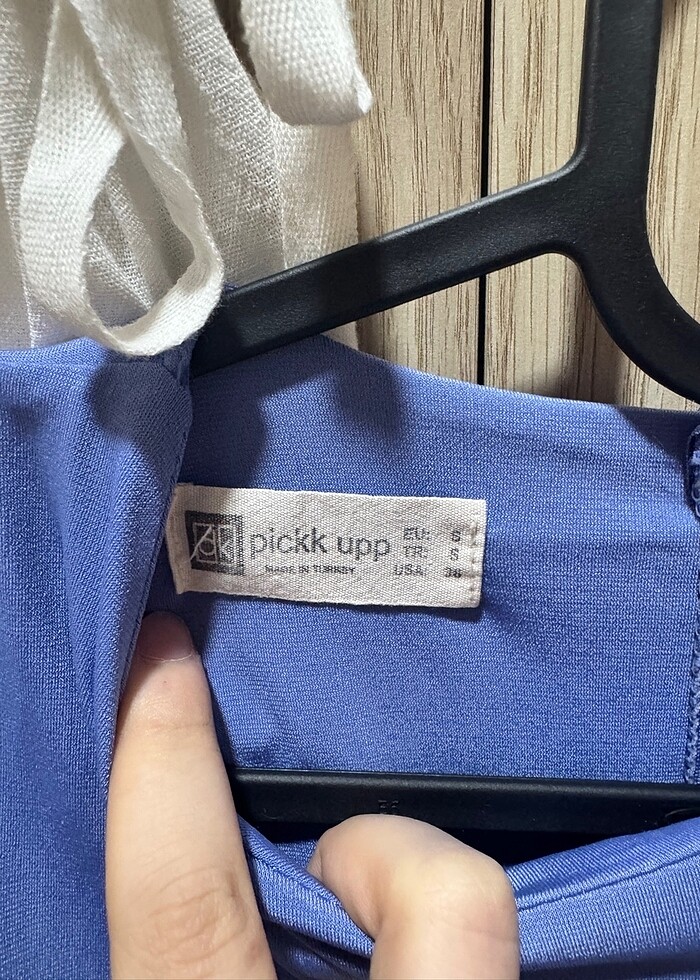 pickk upp
MADE IN TURKEY
EU: S
TR: S
USA: 36